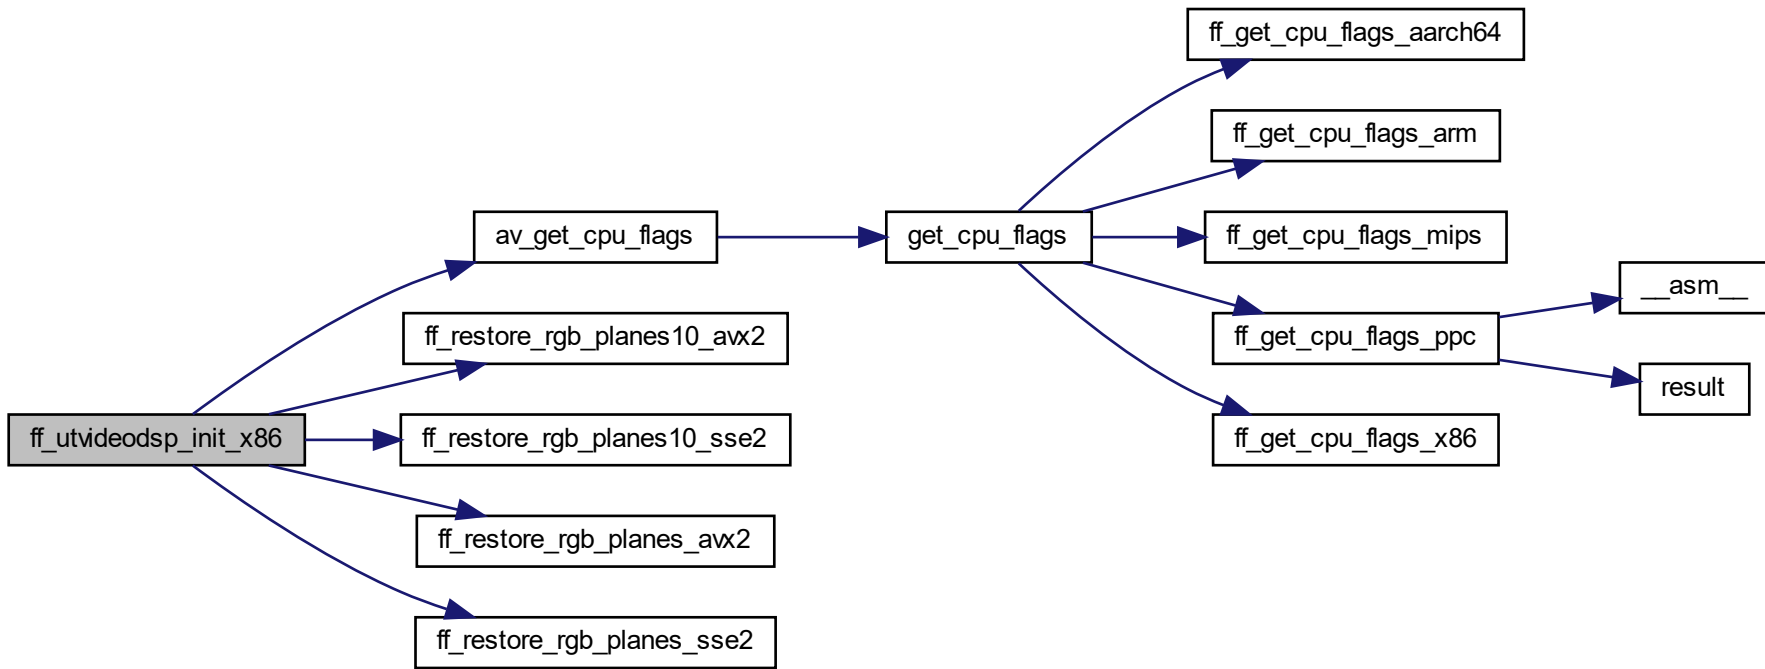 ff_utvideodsp_init_x86
av_get_cpu_flags
ff_restore_rgb_planes10_avx2
ff_restore_rgb_planes10_sse2
ff_restore_rgb_planes_avx2
ff_restore_rgb_planes_sse2
get_cpu_flags
ff_get_cpu_flags_aarch64
ff_get_cpu_flags_arm
ff_get_cpu_flags_mips
ff_get_cpu_flags_ppc
ff_get_cpu_flags_x86
__asm__
result